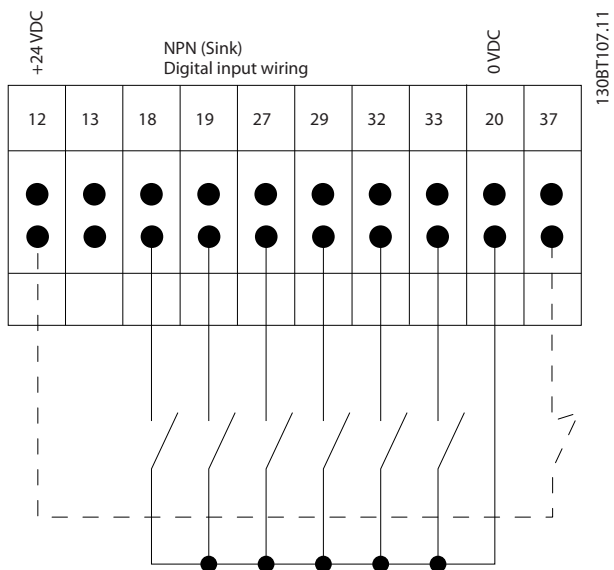 +24 VDC
NPN (Sink)
Digital input wiring
0 VDC
130BT107.11
12 13 18 19 27 29 32 33 20 37